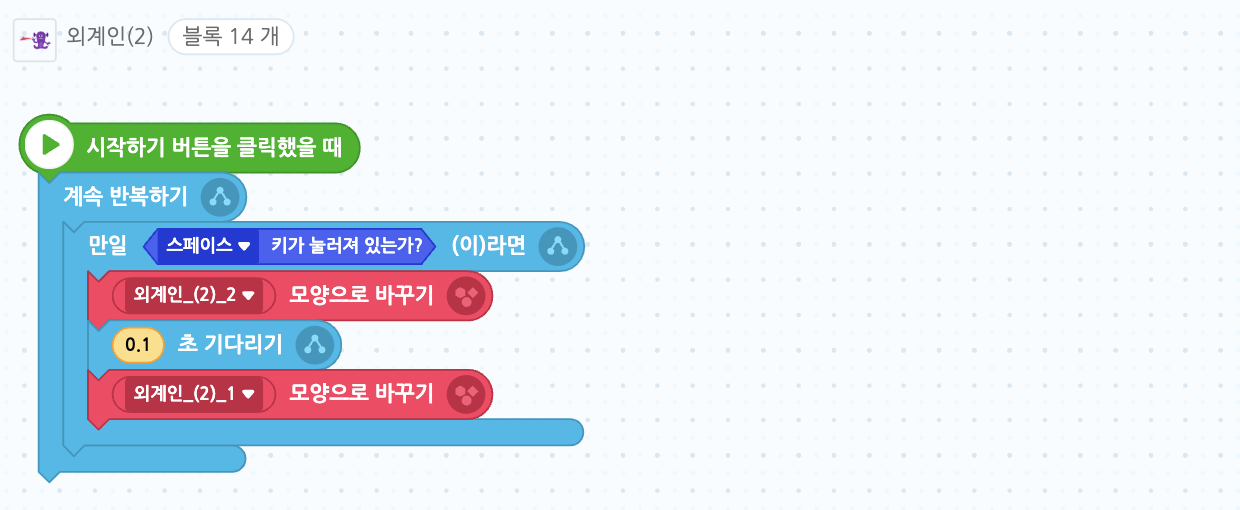 외계인(2) 블록 14 개
시작하기 버튼을 클릭했을 때
계속 반복하기
만일 스페이스 키가 눌러져 있는가? (이)라면
외계인_(2)_2 모양으로 바꾸기
0.1 초 기다리기
외계인_(2)_1 모양으로 바꾸기